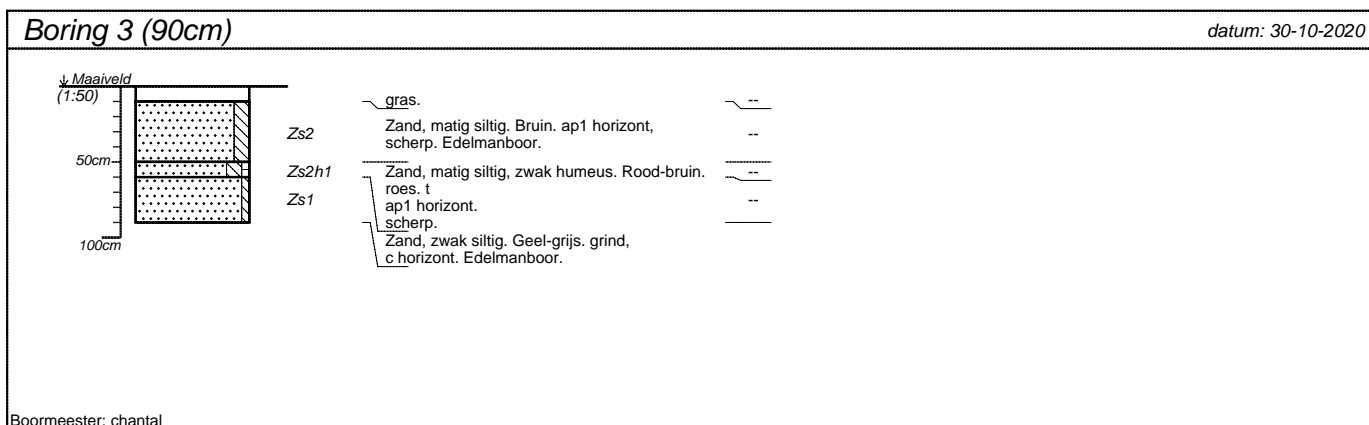 Boring 3 (90cm)
datum: 30-10-2020
Maaiveld
(1:50)
gras.
--
Zs2
Zand, matig siltig. Bruin. ap1 horizont,
scherp. Edelmanboor.
--
50cm
Zs2h1
Zand, matig siltig, zwak humeus. Rood-bruin.
--
roes. t
Zs1
ap1 horizont.
--
scherp.
100cm
Zand, zwak siltig. Geel-grijs. grind,
c horizont. Edelmanboor.
Boormeester: chantal